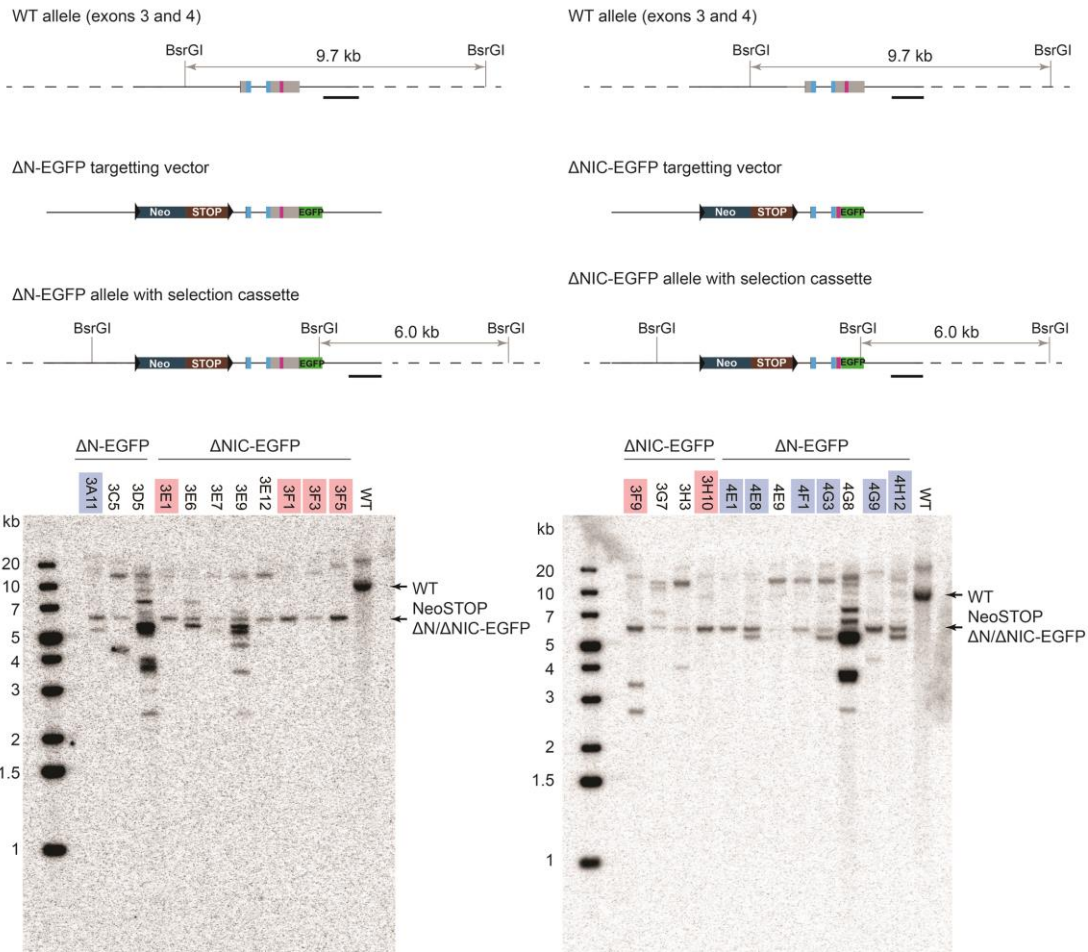 WT allele (exons 3 and 4)
BsrGI 9.7 kb BsrGI
ΔN-EGFP targetting vector
Neo STOP EGFP
ΔN-EGFP allele with selection cassette
BsrGI BsrGI 6.0 kb BsrGI
Neo STOP EGFP
WT allele (exons 3 and 4)
BsrGI 9.7 kb BsrGI
ΔNIC-EGFP targetting vector
Neo STOP EGFP
ΔNIC-EGFP allele with selection cassette
BsrGI BsrGI 6.0 kb BsrGI
Neo STOP EGFP
ΔN-EGFP ΔNIC-EGFP
3A11 3C5 3D5 3E1 3E6 3E7 3E9 3E12 3F1 3F3 3F5 WT
kb
20
10
7
5
4
3
2
1.5
1
WT
NeoSTOP
ΔN/ΔNIC-EGFP
ΔNIC-EGFP ΔN-EGFP
3F9 3G7 3H3 3H10 4E1 4E8 4E9 4F1 4G3 4G8 4G9 4H12 WT
kb
20
10
7
5
4
3
2
1.5
1
WT
NeoSTOP
ΔN/ΔNIC-EGFP